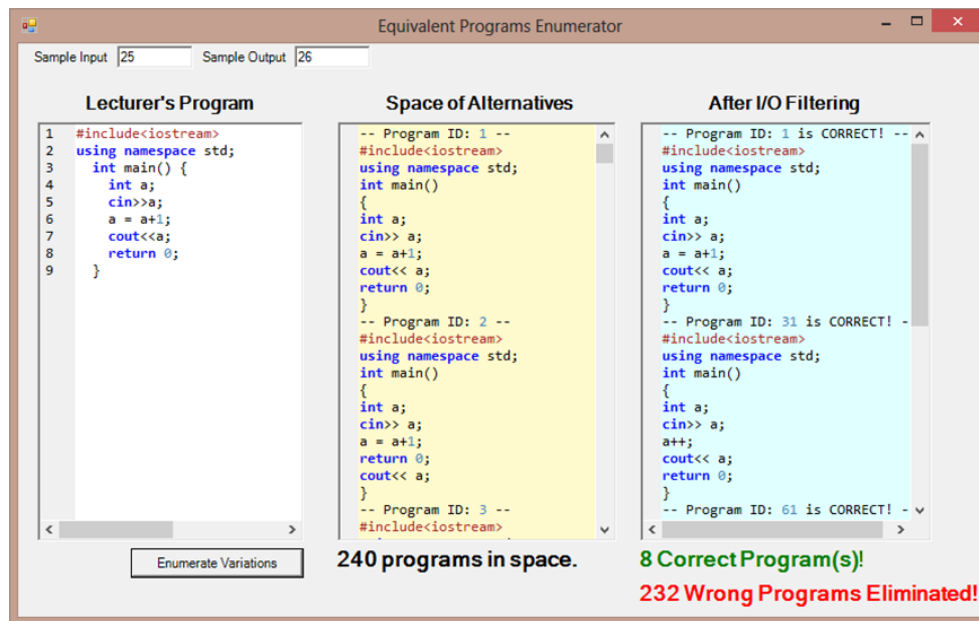 Equivalent Programs Enumerator
Sample Input 25 Sample Output 26
Lecturer's Program
1 #include<iostream>
2 using namespace std;
3 int main() {
4 int a;
5 cin>>a;
6 a = a+1;
7 cout<<a;
8 return 0;
9 }
Enumerate Variations
Space of Alternatives
-- Program ID: 1 --
#include<iostream>
using namespace std;
int main()
{
int a;
cin>> a;
a = a+1;
cout<< a;
return 0;
}
-- Program ID: 2 --
#include<iostream>
using namespace std;
int main()
{
int a;
cin>> a;
a = a+1;
return 0;
cout<< a;
}
-- Program ID: 3 --
#include<iostream>
240 programs in space.
After I/O Filtering
-- Program ID: 1 is CORRECT! --
#include<iostream>
using namespace std;
int main()
{
int a;
cin>> a;
a = a+1;
cout<< a;
return 0;
}
-- Program ID: 31 is CORRECT! -
#include<iostream>
using namespace std;
int main()
{
int a;
cin>> a;
a++;
cout<< a;
return 0;
}
-- Program ID: 61 is CORRECT! -
8 Correct Program(s)!
232 Wrong Programs Eliminated!